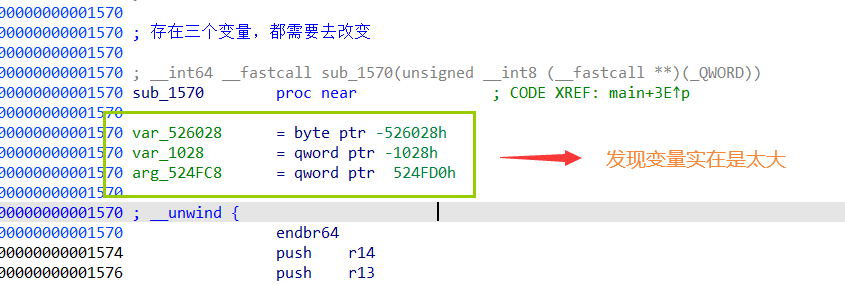 00000000001570
00000000001570 ; 存在三个变量，都需要去改变
00000000001570
00000000001570 ; __int64 __fastcall sub_1570(unsigned __int8 (__fastcall **)(_QWORD))
00000000001570 sub_1570 proc near ; CODE XREF: main+3E↑p
00000000001570
00000000001570 var_526028 = byte ptr -526028h
00000000001570 var_1028 = qword ptr -1028h
00000000001570 arg_524FC8 = qword ptr 524FD0h
发现变量实在是太大
00000000001570
00000000001570 ; __unwind {
00000000001570 endbr64
00000000001574 push r14
00000000001576 push r13